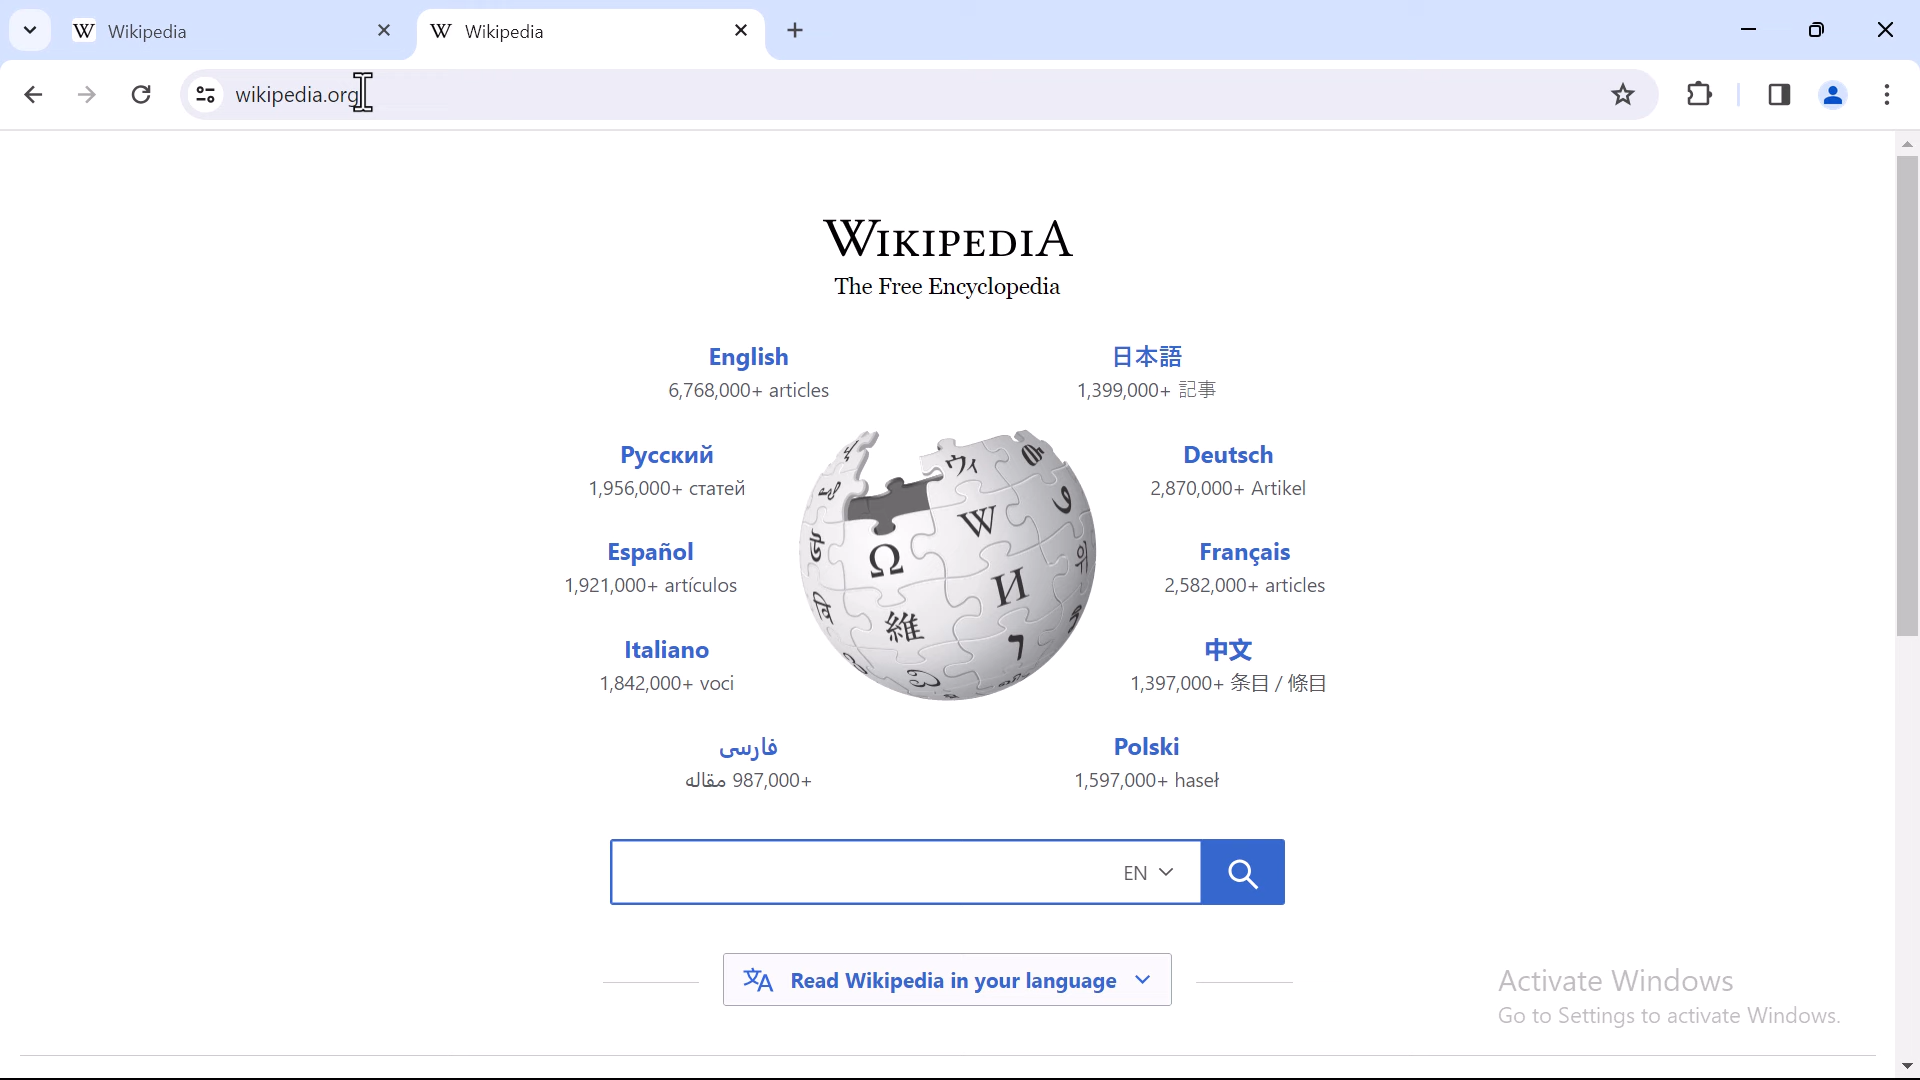 Wikipedia
Wikipedia
wikipedia.org
WIKIPEDIA
The Free Encyclopedia
English
6,768,000+ articles
日本語
1,399,000+ 記事
Русский
1,956,000+ статей
Deutsch
2,870,000+ Artikel
Español
1,921,000+ artículos
Français
2,582,000+ articles
Italiano
1,842,000+ voci
中文
1,397,000+ 条目 / 條目
فارسی
987,000+ مقاله
Polski
1,597,000+ haseł
EN
Read Wikipedia in your language
Activate Windows
Go to Settings to activate Windows.